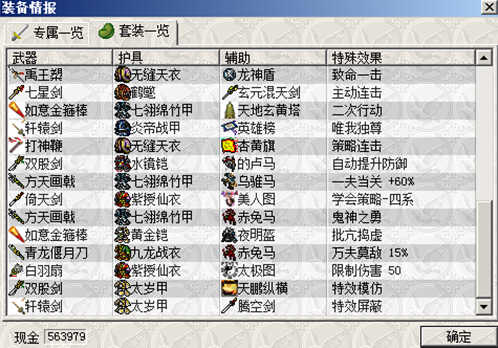 装备情报
专属一览 套装一览
武器 护具 辅助 特殊效果
禹王槊 无缝天衣 龙神盾 致命一击
七星剑 鹤氅 玄元混天剑 主动连击
如意金箍棒 七翎绵竹甲 天地玄黄塔 二次行动
轩辕剑 炎帝战甲 英雄榜 唯我独尊
打神鞭 无缝天衣 杏黄旗 策略连击
双股剑 水镜铠 的卢马 自动提升防御
方天画戟 七翎绵竹甲 乌骓马 一夫当关 +60%
倚天剑 紫授仙衣 美人图 学会策略-四系
方天画戟 七翎绵竹甲 赤兔马 鬼神之勇
如意金箍棒 黄金铠 夜明盔 批亢捣虚
青龙偃月刀 九龙战衣 赤兔马 万夫莫敌 15%
白羽扇 紫授仙衣 太极图 限制伤害 50
双股剑 太岁甲 天鹏纵横 特效模仿
轩辕剑 太岁甲 腾空剑 特效屏蔽
现金 563979 确定